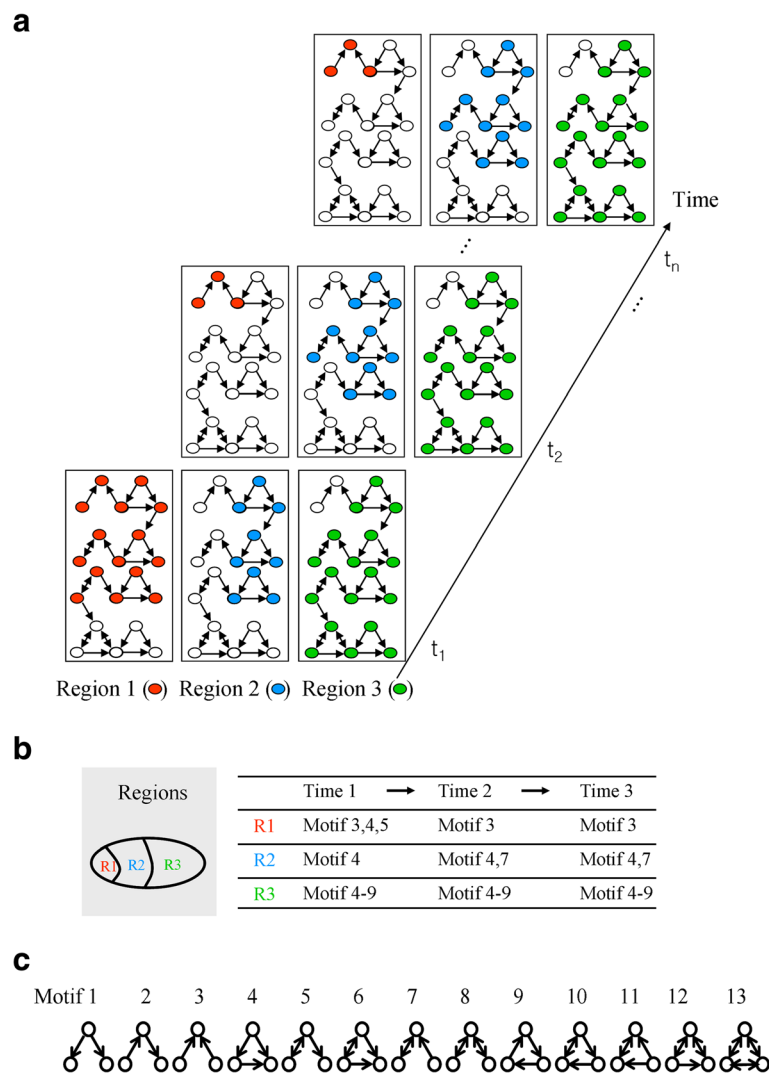 a
Time
tn
t2
t1
Region 1 ( ) Region 2 ( ) Region 3 ( )
b
Regions
R1 R2 R3
Time 1 Time 2 Time 3
R1 Motif 3,4,5 Motif 3 Motif 3
R2 Motif 4 Motif 4,7 Motif 4,7
R3 Motif 4-9 Motif 4-9 Motif 4-9
c
Motif 1 2 3 4 5 6 7 8 9 10 11 12 13